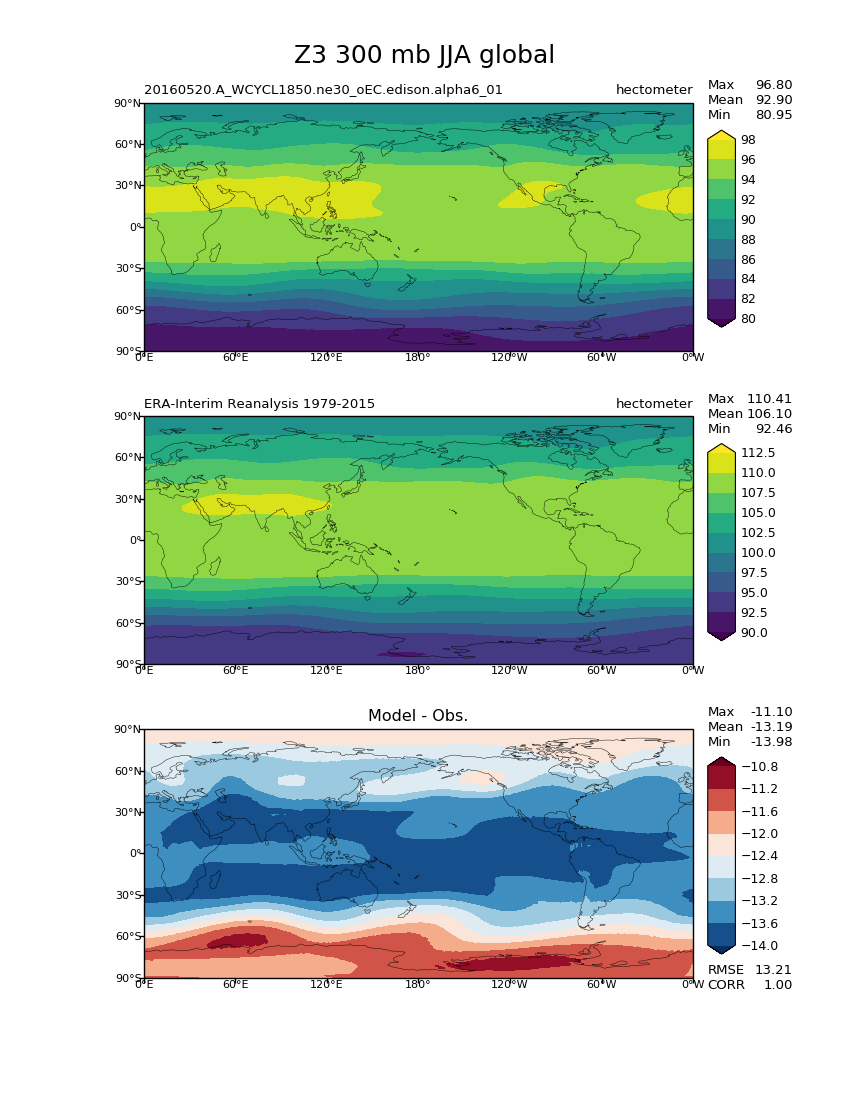 Z3 300 mb JJA global
20160520.A_WCYCL1850.ne30_oEC.edison.alpha6_01 hectometer
Max 96.80
Mean 92.90
Min 80.95
90°N
60°N
30°N
0°
30°S
60°S
90°S
0°E 60°E 120°E 180° 120°W 60°W 0°W
98
96
94
92
90
88
86
84
82
80
ERA-Interim Reanalysis 1979-2015 hectometer
Max 110.41
Mean 106.10
Min 92.46
90°N
60°N
30°N
0°
30°S
60°S
90°S
0°E 60°E 120°E 180° 120°W 60°W 0°W
112.5
110.0
107.5
105.0
102.5
100.0
97.5
95.0
92.5
90.0
Model - Obs.
Max -11.10
Mean -13.19
Min -13.98
90°N
60°N
30°N
0°
30°S
60°S
90°S
0°E 60°E 120°E 180° 120°W 60°W 0°W
−10.8
−11.2
−11.6
−12.0
−12.4
−12.8
−13.2
−13.6
−14.0
RMSE 13.21
CORR 1.00